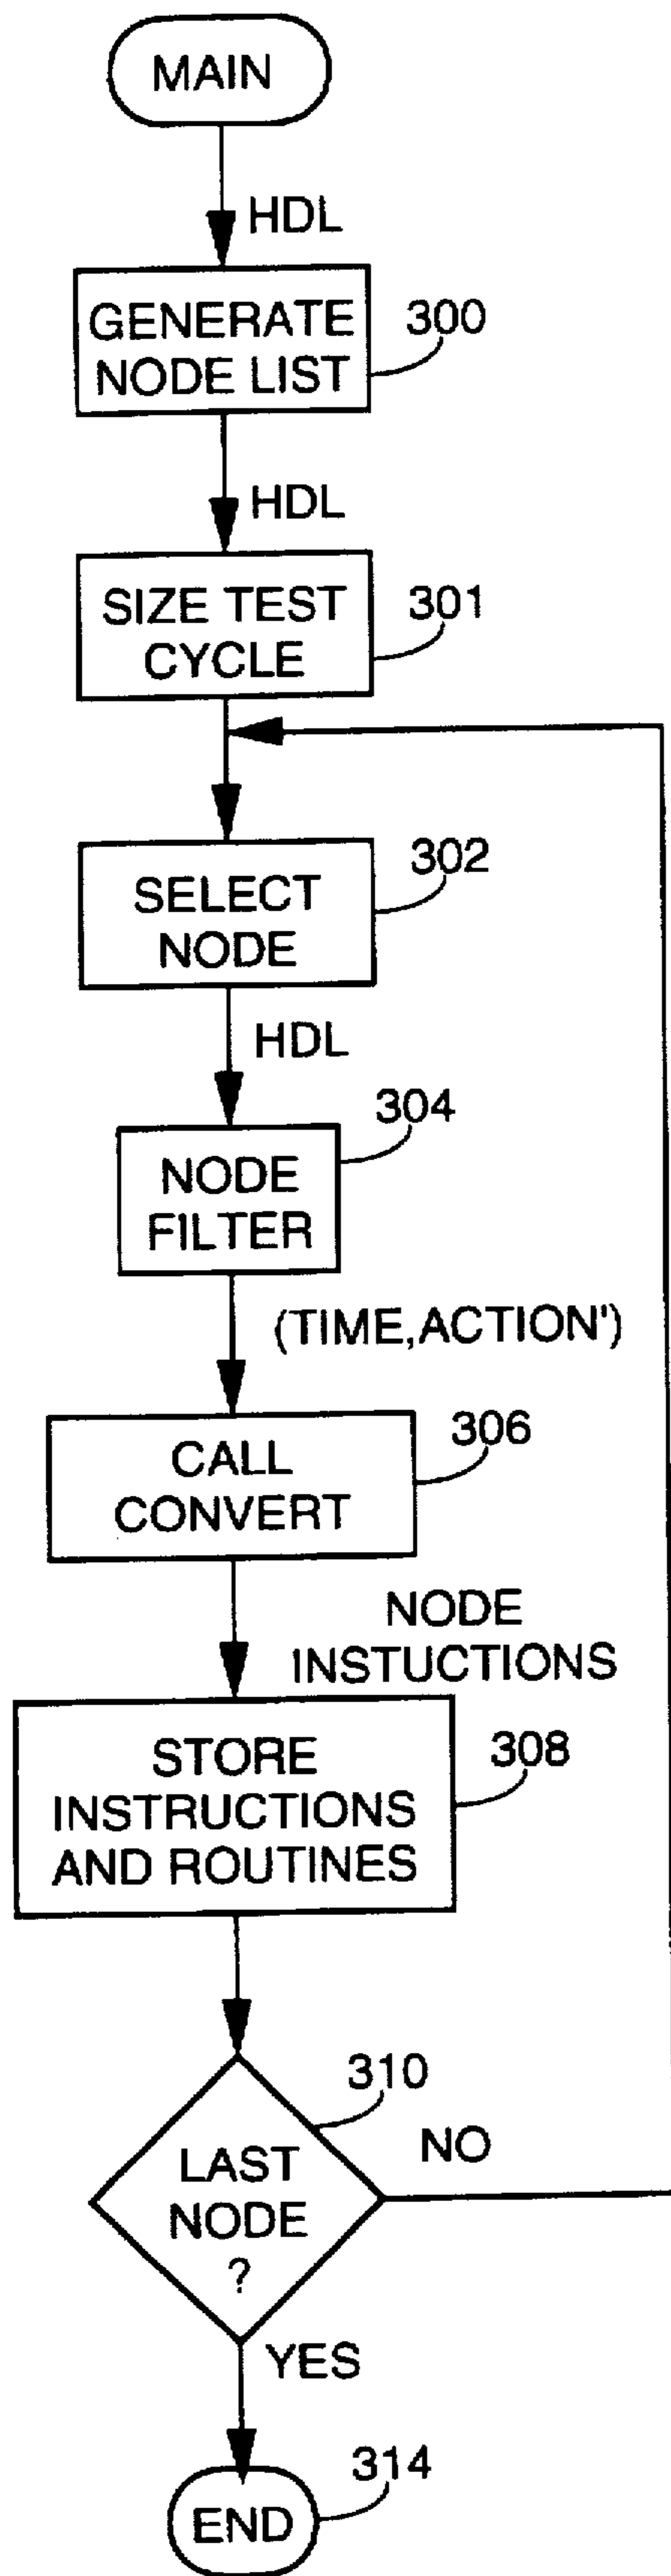 MAIN
HDL
GENERATE
NODE LIST
300
HDL
SIZE TEST
CYCLE
301
302
SELECT
NODE
HDL
304
NODE
FILTER
(TIME,ACTION')
306
CALL
CONVERT
NODE
INSTUCTIONS
308
STORE
INSTRUCTIONS
AND ROUTINES
310
NO
LAST
NODE
?
YES
314
END